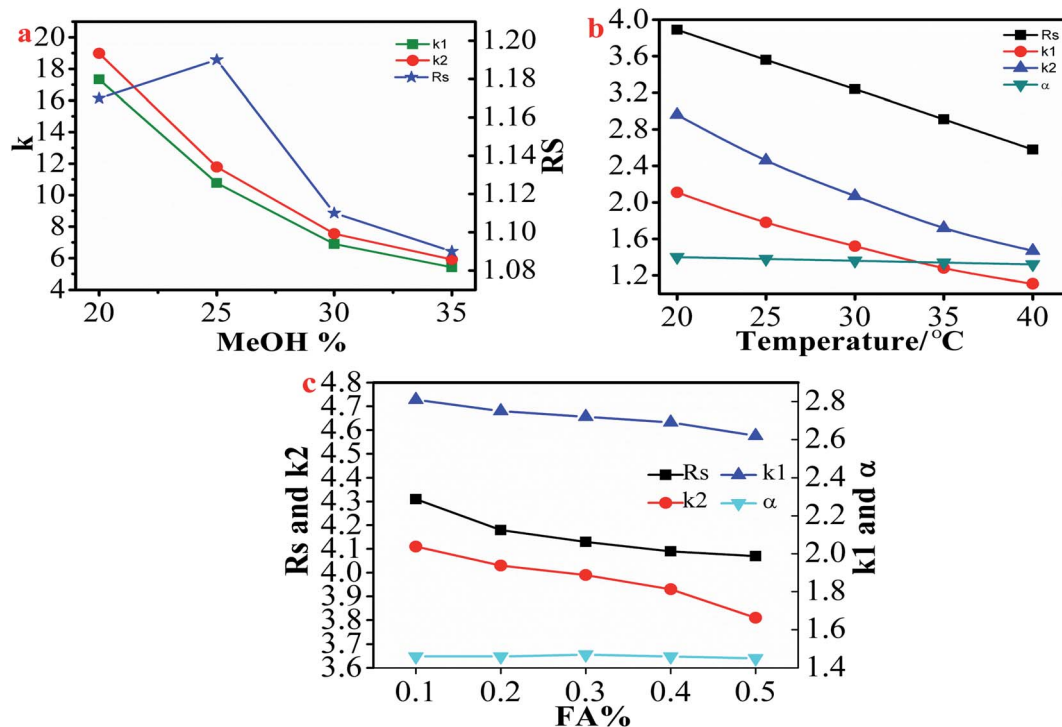 a
k
20
18
16
14
12
10
8
6
4
k1
k2
Rs
1.20
1.18
1.16
1.14
1.12
1.10
1.08
RS
20 25 30 35
MeOH %
b
4.0
3.6
3.2
2.8
2.4
2.0
1.6
1.2
Rs
k1
k2
α
20 25 30 35 40
Temperature/°C
c
Rs and k2
4.8
4.7
4.6
4.5
4.4
4.3
4.2
4.1
4.0
3.9
3.8
3.7
3.6
Rs k1
k2 α
2.8
2.6
2.4
2.2
2.0
1.8
1.6
1.4
k1 and α
0.1 0.2 0.3 0.4 0.5
FA%